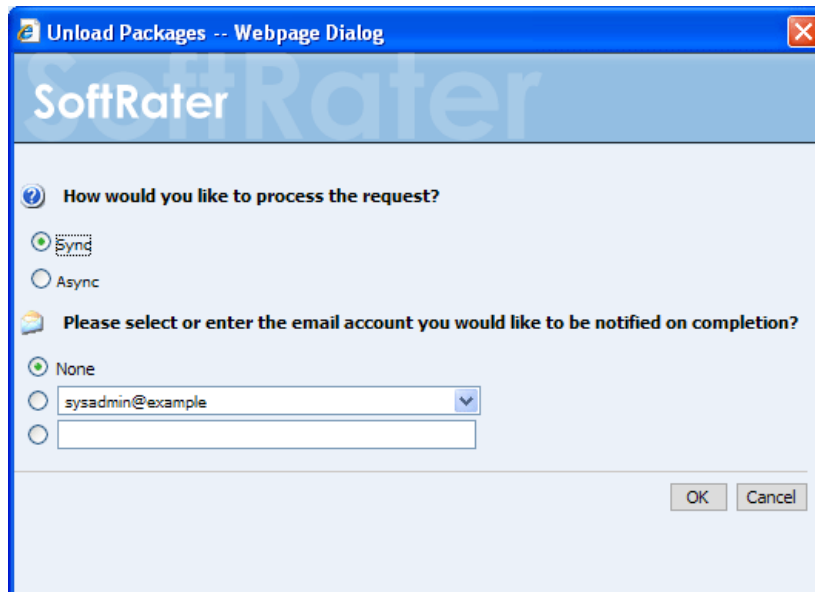 Unload Packages -- Webpage Dialog
SoftRater
SoftRater
How would you like to process the request?
Sync
Async
Please select or enter the email account you would like to be notified on completion?
None
sysadmin@example
OK Cancel